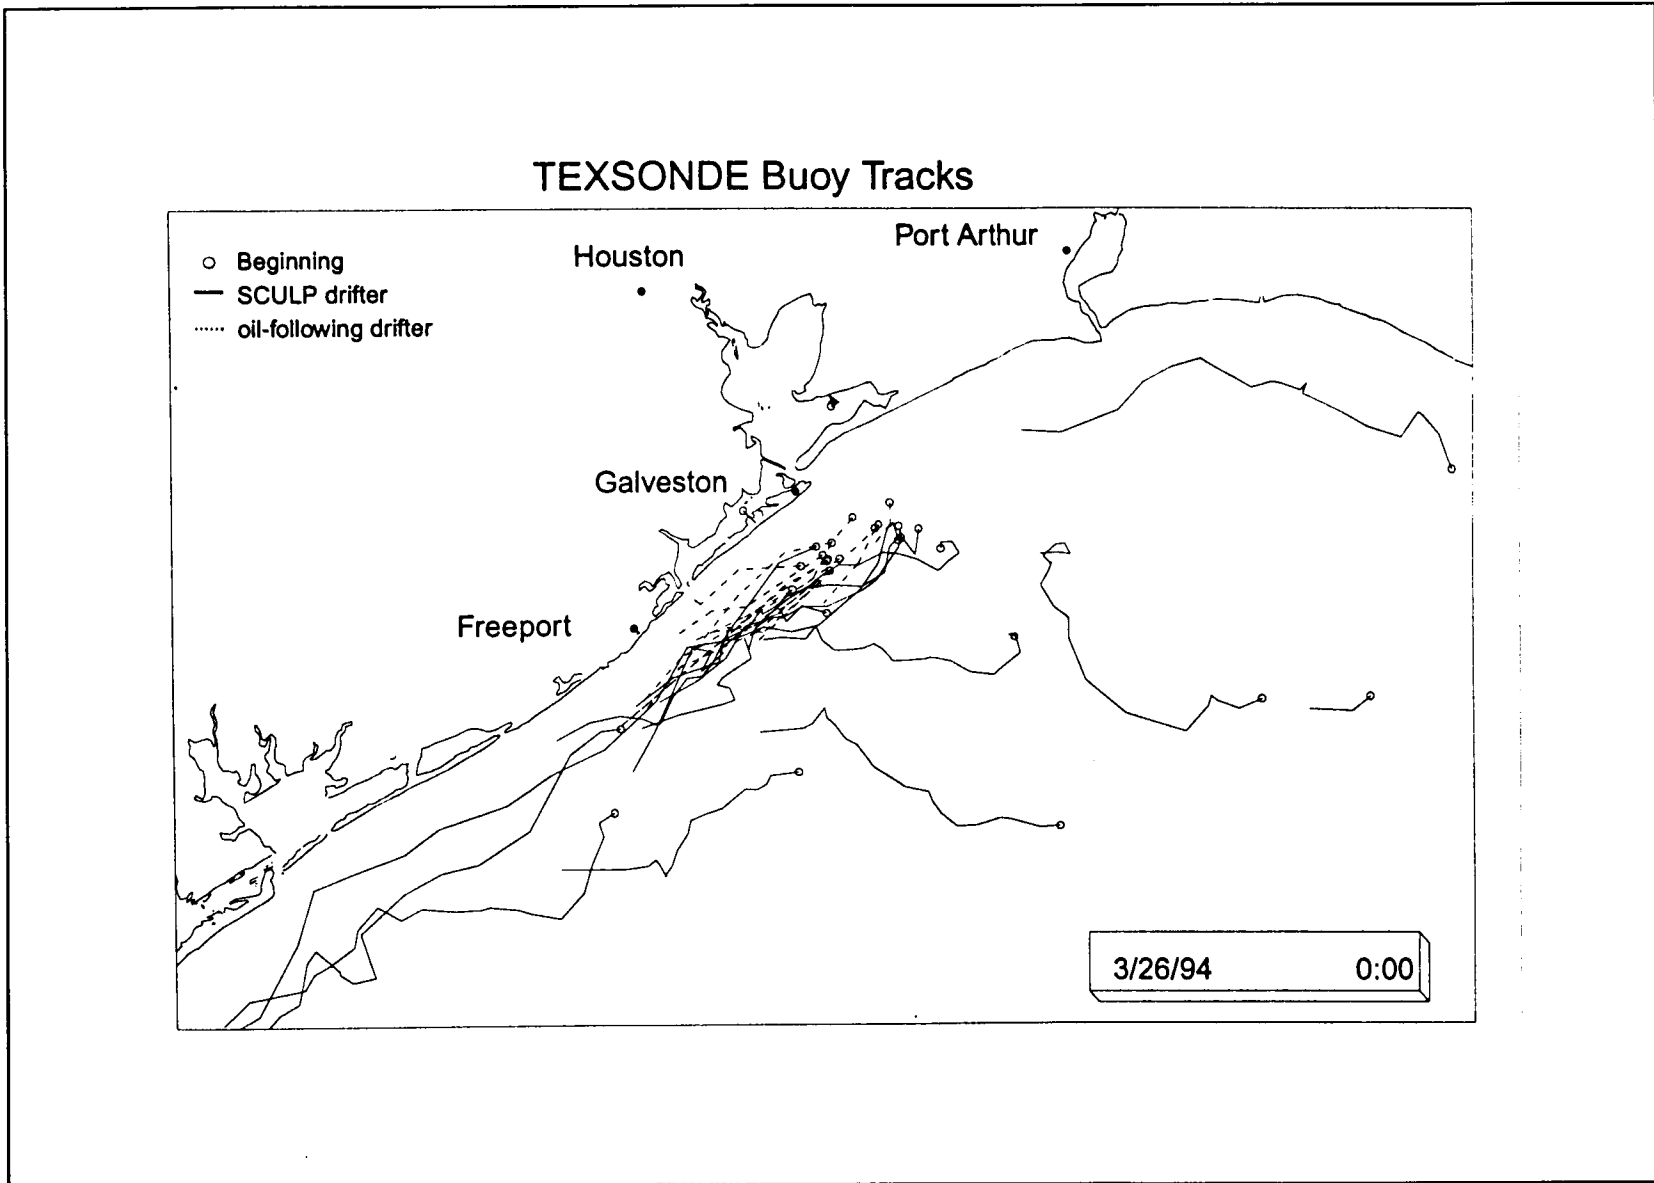 TEXSONDE Buoy Tracks
Beginning
SCULP drifter
oil-following drifter
Houston
Port Arthur
Galveston
Freeport
3/26/94 0:00